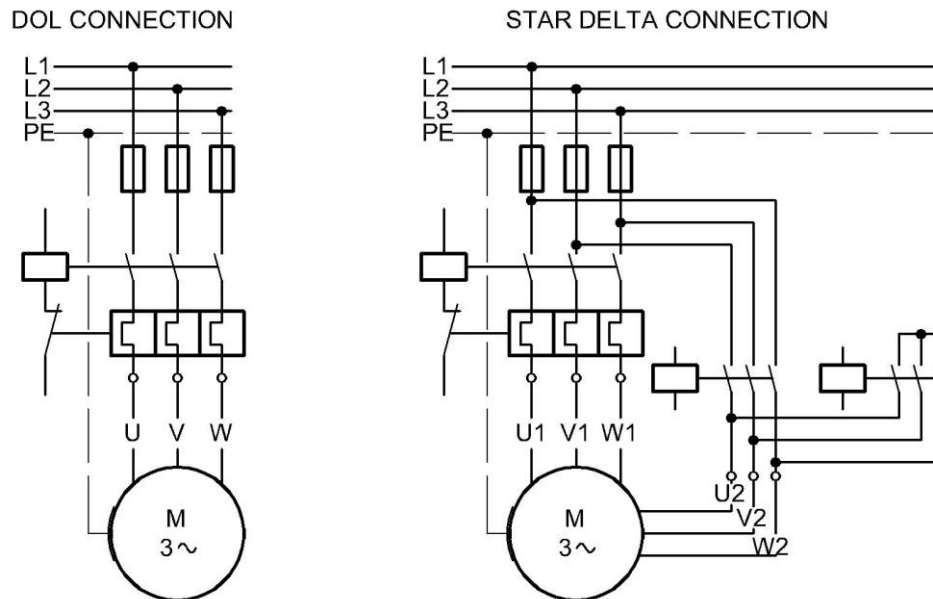 DOL CONNECTION
L1
L2
L3
PE
U V W
M
3~
STAR DELTA CONNECTION
L1
L2
L3
PE
U1 V1 W1
U2
V2
W2
M
3~